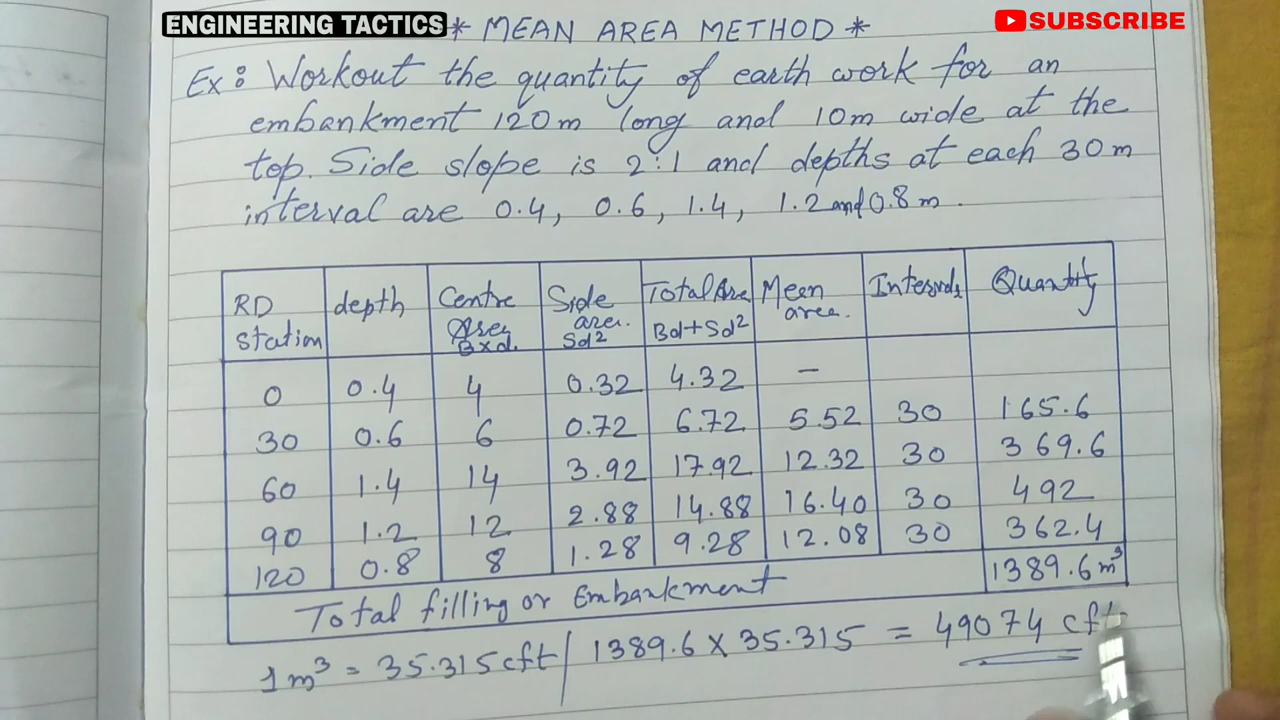 ENGINEERING TACTICS * MEAN AREA METHOD * SUBSCRIBE
Ex: Workout the quantity of earth work for an
embankment 120m long and 10m wide at the
top. Side slope is 2:1 and depths at each 30m
interval are 0.4, 0.6, 1.4, 1.2 and 0.8m.
RD station depth Centre Area Bxd. Side area. Sd² Total Are Bd+Sd² Mean area. Quantity
0 0.4 4 0.32 4.32 —
30 0.6 6 0.72 6.72 5.52 30 165.6
60 1.4 14 3.92 17.92 12.32 30 369.6
90 1.2 12 2.88 14.88 16.40 30 492
120 0.8 8 1.28 9.28 12.08 30 362.4
Total filling or Embankment 1389.6m³
1m³ = 35.315cft / 1389.6 × 35.315 = 49074 cft